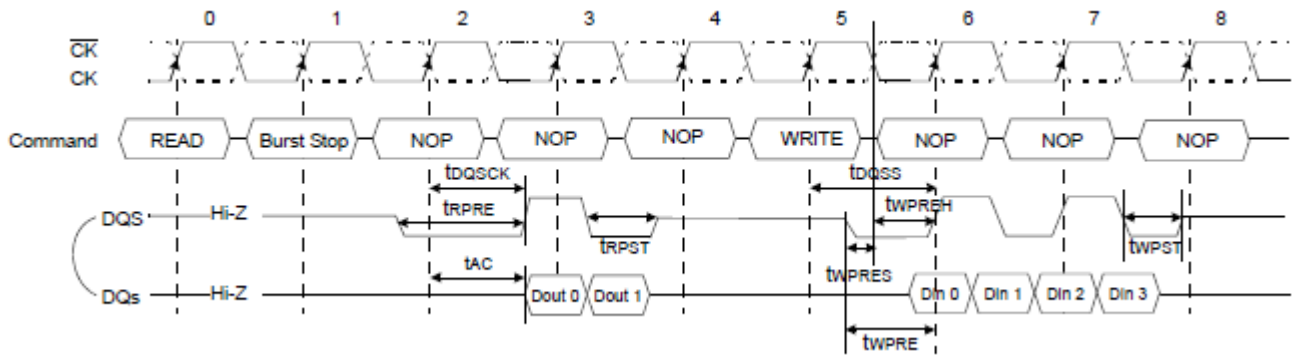 0 1 2 3 4 5 6 7 8
CK
CK
Command READ Burst Stop NOP NOP NOP WRITE NOP NOP NOP
tDQSCK tDQSS
DQS Hi-Z tRPRE tWPREH
tRPST tWPST
tAC tWPRES
DQs Hi-Z Dout 0 Dout 1 Din 0 Din 1 Din 2 Din 3
tWPRE